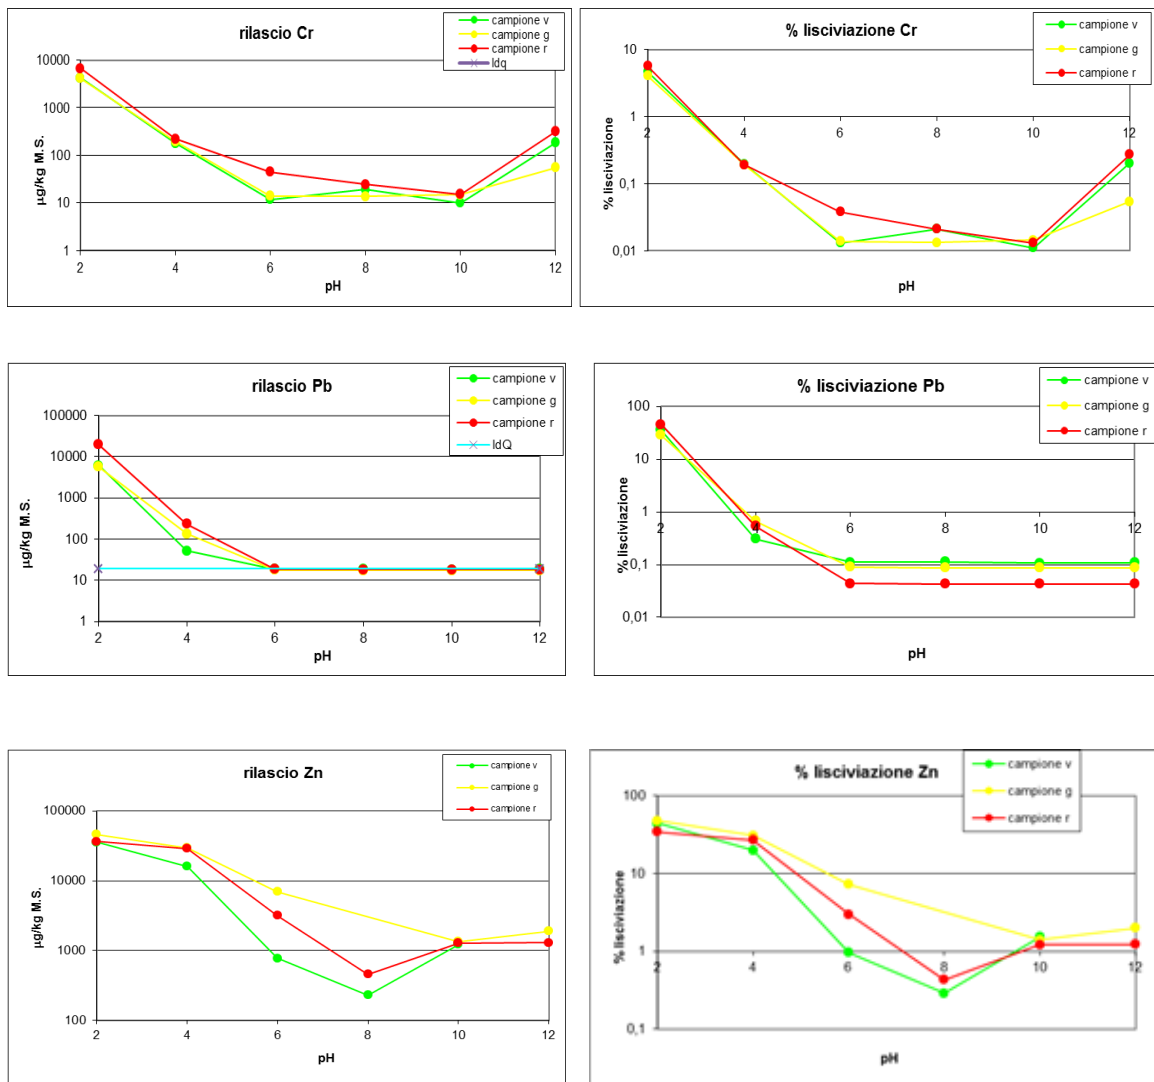 rilascio Cr
campione v
campione g
campione r
ldq
10000
1000
100
10
1
µg/kg M.S.
2 4 6 8 10 12
pH
% lisciviazione Cr
campione v
campione g
campione r
10
1
0,1
0,01
% lisciviazione
2 4 6 8 10 12
pH
rilascio Pb
campione v
campione g
campione r
ldQ
100000
10000
1000
100
10
1
µg/kg M.S.
2 4 6 8 10 12
pH
% lisciviazione Pb
campione v
campione g
campione r
100
10
1
0,1
0,01
% lisciviazione
2 4 6 8 10 12
pH
rilascio Zn
campione v
campione g
campione r
100000
10000
1000
100
µg/kg M.S.
2 4 6 8 10 12
pH
% lisciviazione Zn
campione v
campione g
campione r
100
10
1
0,1
% lisciviazione
2 4 6 8 10 12
pH